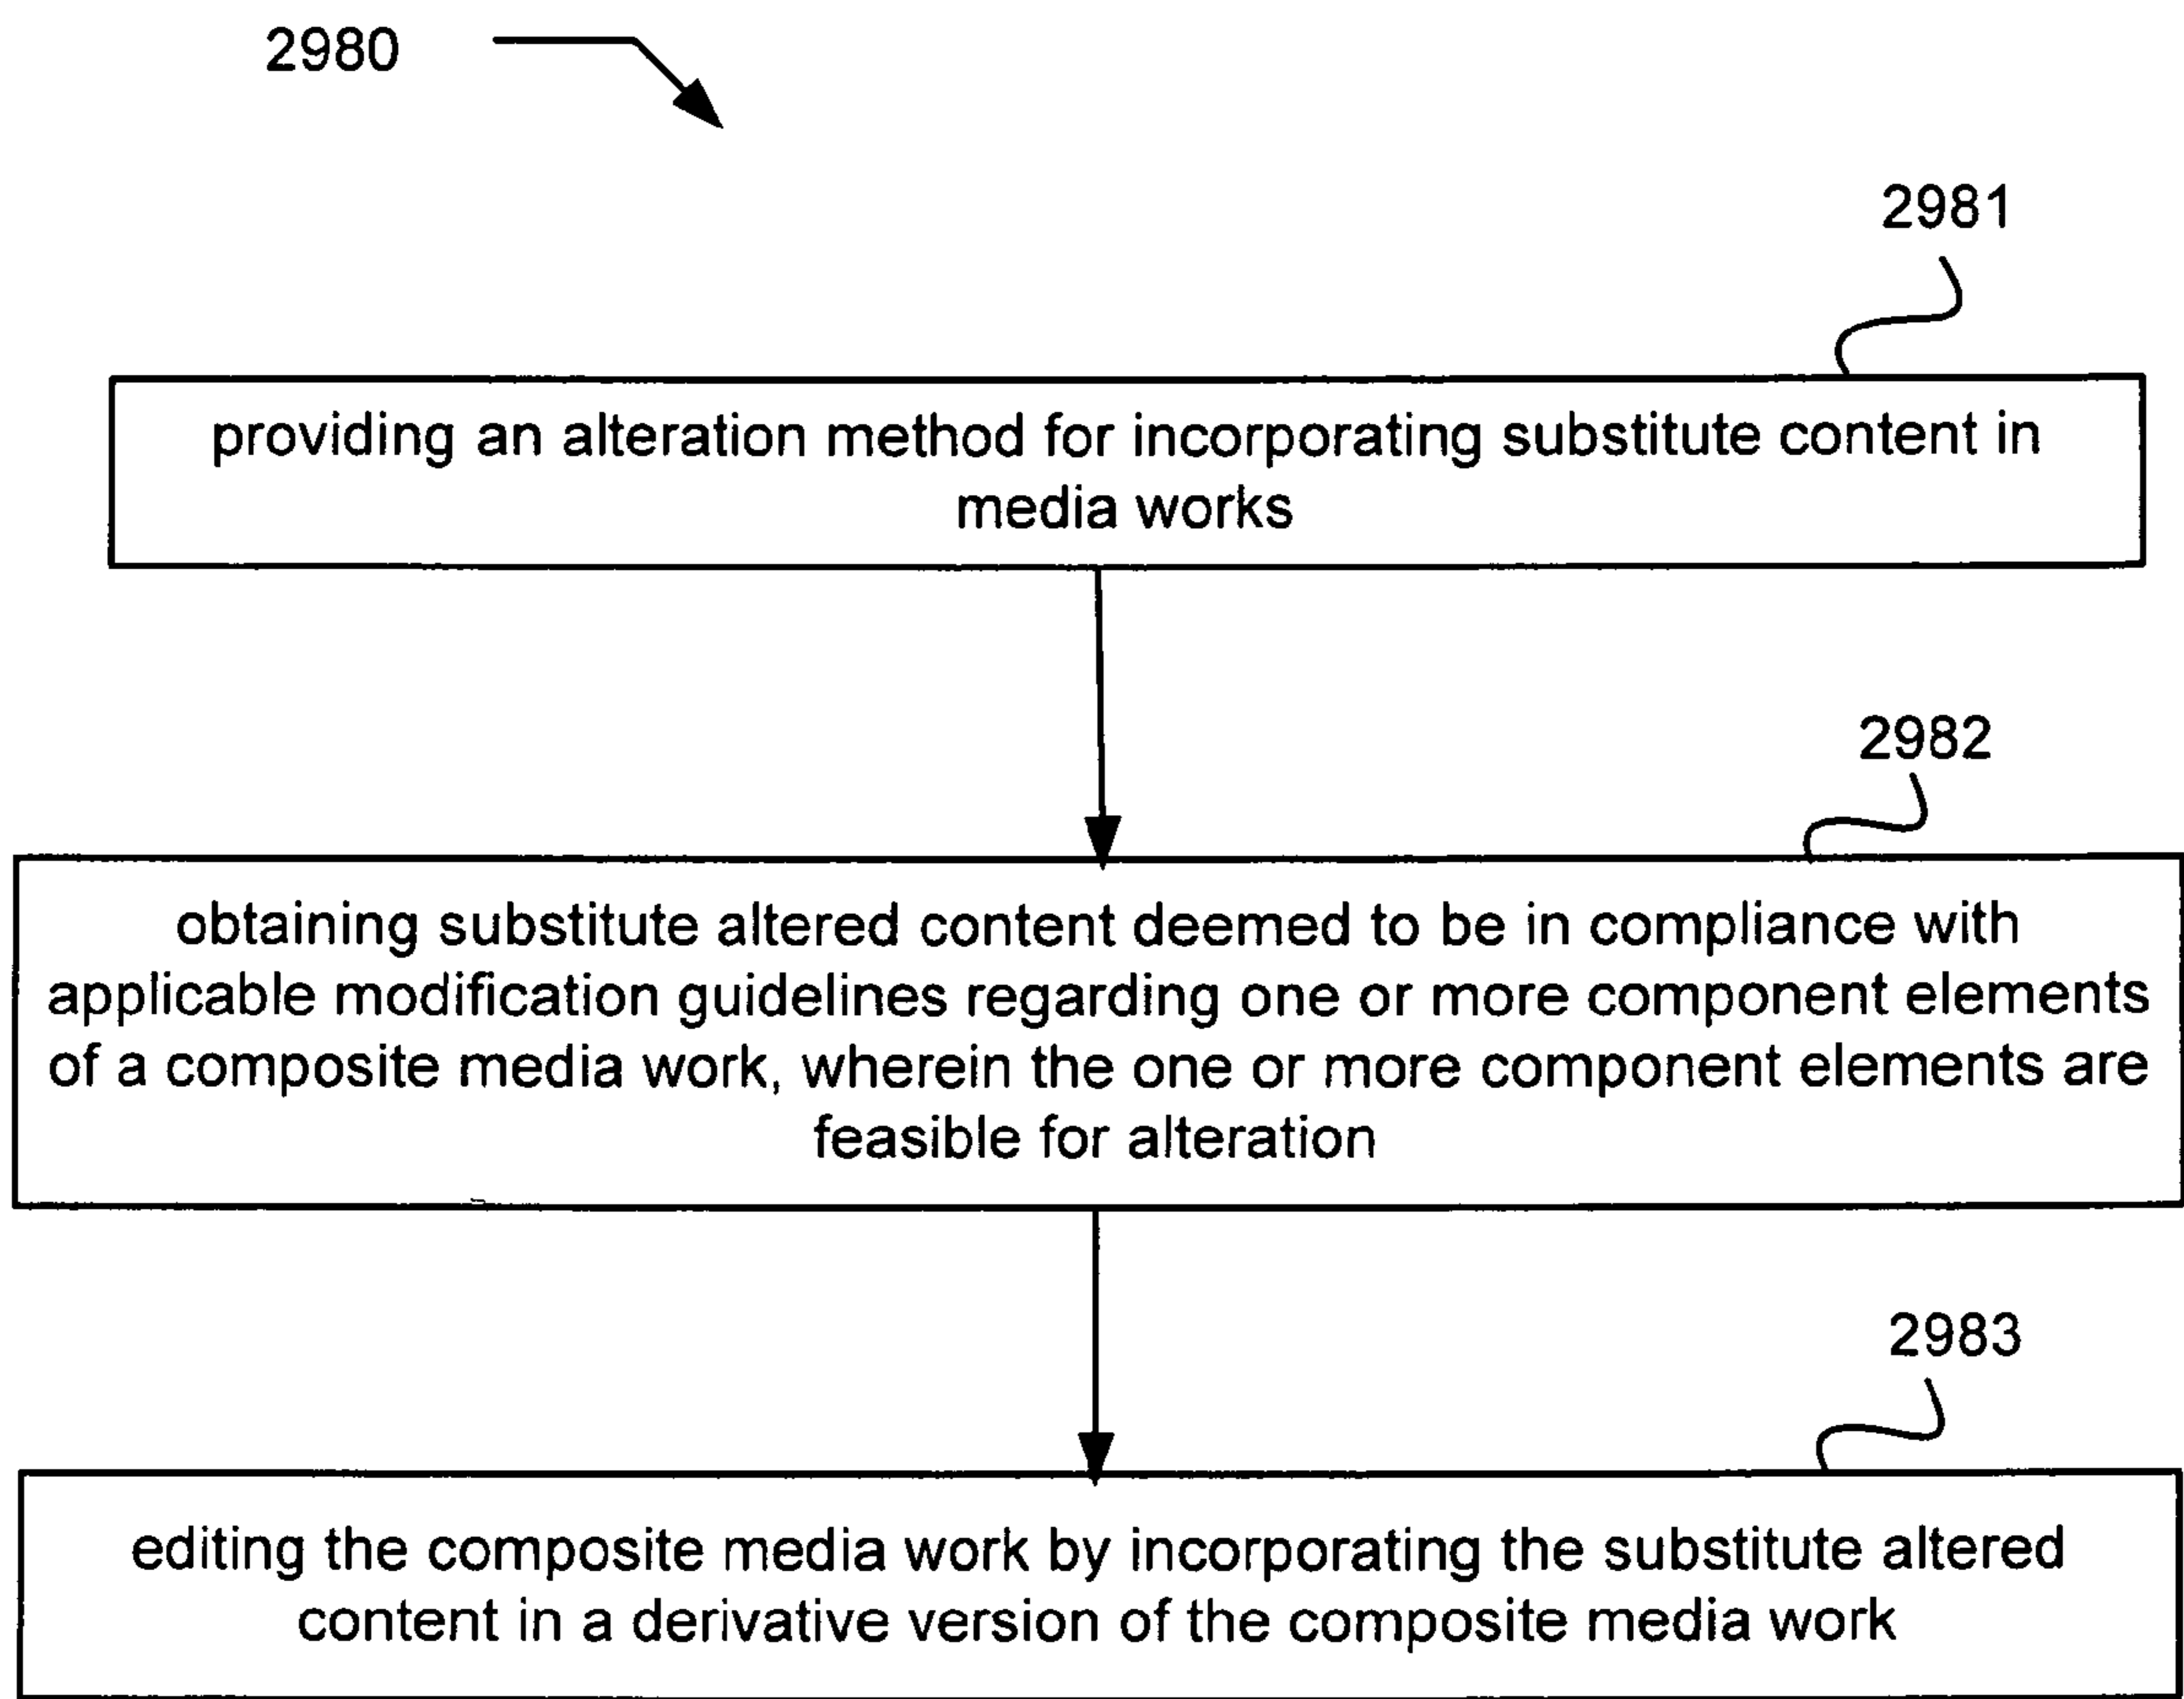 2980
2981
providing an alteration method for incorporating substitute content in
media works
2982
obtaining substitute altered content deemed to be in compliance with
applicable modification guidelines regarding one or more component elements
of a composite media work, wherein the one or more component elements are
feasible for alteration
2983
editing the composite media work by incorporating the substitute altered
content in a derivative version of the composite media work